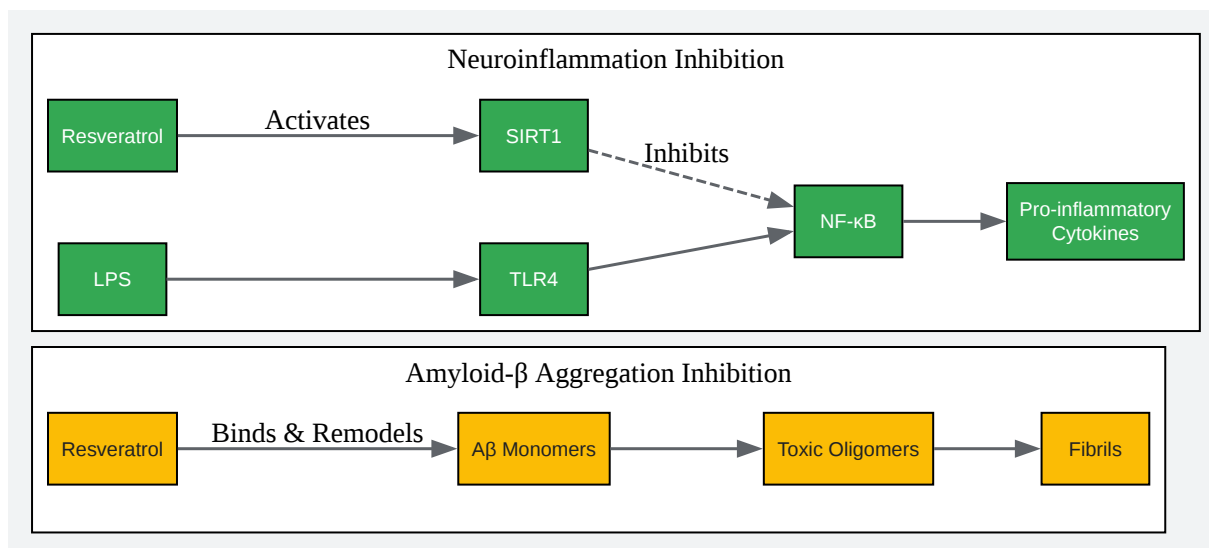 Neuroinflammation Inhibition
Resveratrol
Activates
SIRT1
Inhibits
LPS
TLR4
NF-κB
Pro-inflammatory
Cytokines
Amyloid-β Aggregation Inhibition
Resveratrol
Binds & Remodels
Aβ Monomers
Toxic Oligomers
Fibrils